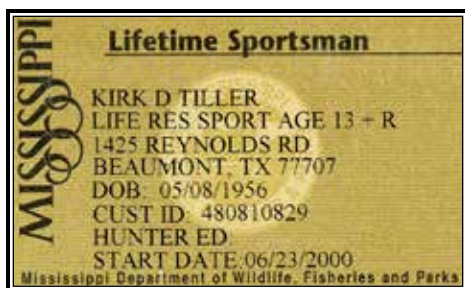 MISSISSIPPI
Lifetime Sportsman
KIRK D TILLER
LIFE RES SPORT AGE 13 + R
1425 REYNOLDS RD
BEAUMONT, TX 77707
DOB: 05/08/1956
CUST ID: 480810829
HUNTER ED:
START DATE:06/23/2000
Mississippi Department of Wildlife, Fisheries and Parks